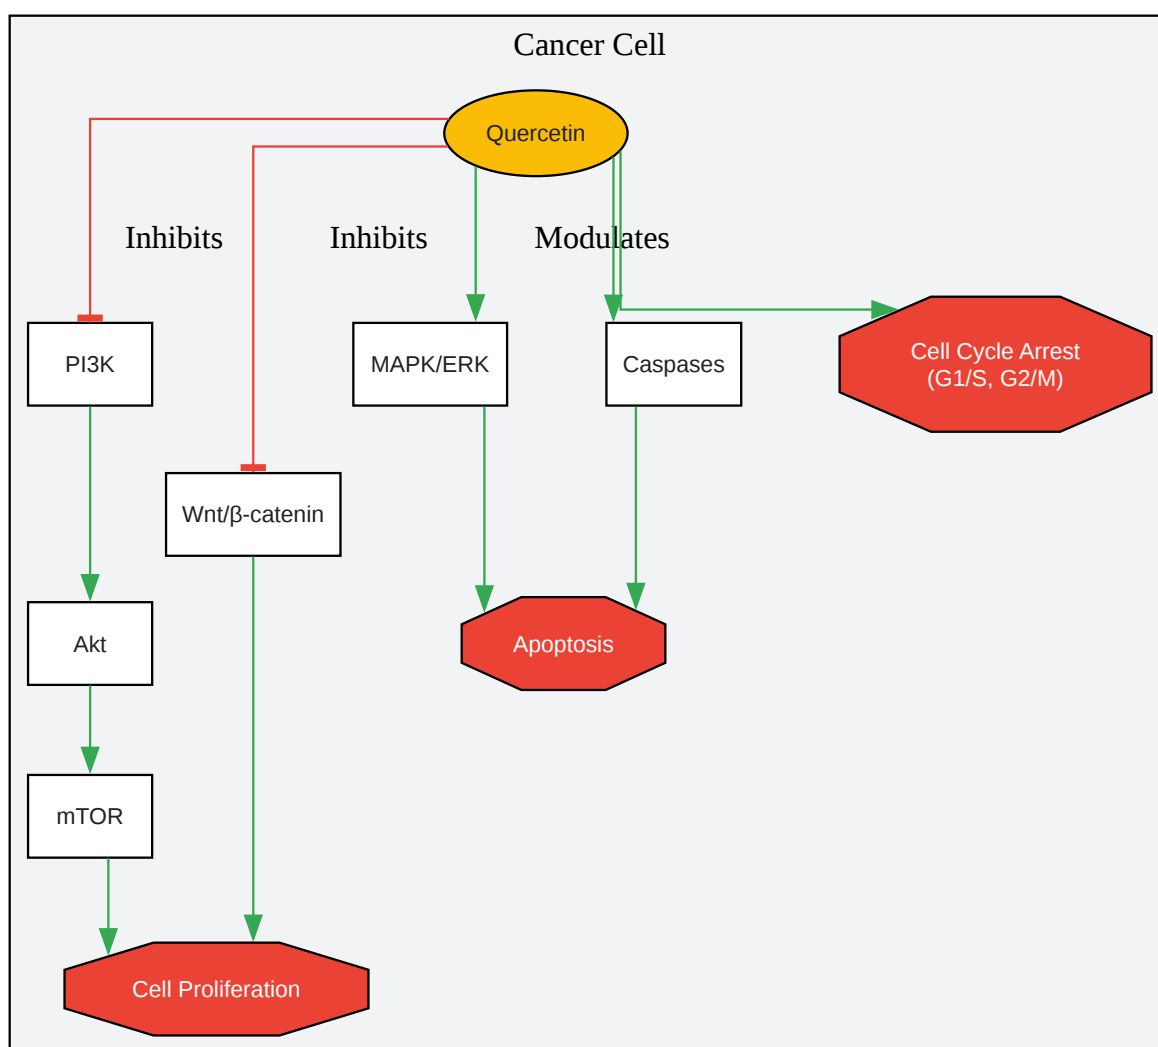 Cancer Cell
Quercetin
Inhibits
Inhibits
Modulates
PI3K
MAPK/ERK
Caspases
Cell Cycle Arrest
(G1/S, G2/M)
Wnt/β-catenin
Akt
Apoptosis
mTOR
Cell Proliferation